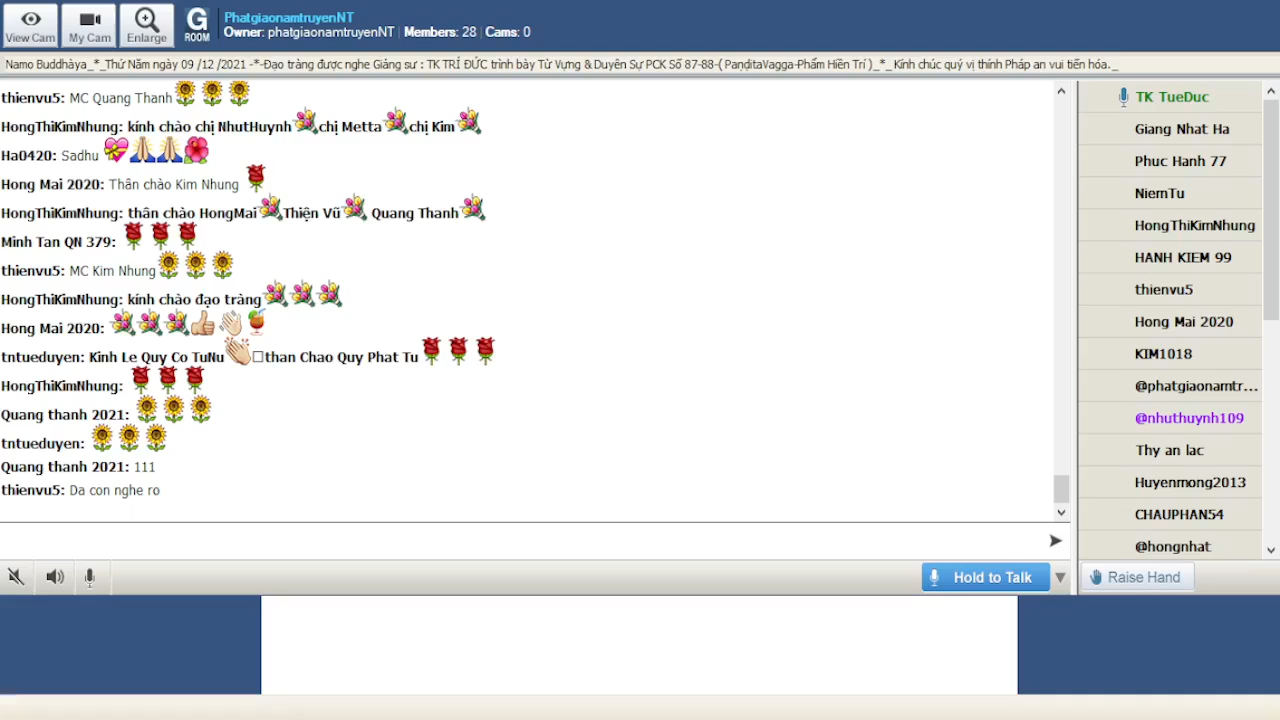 View Cam
My Cam
Enlarge
G ROOM
PhatgiaonamtruyenNT
Owner: phatgiaonamtruyenNT | Members: 28 | Cams: 0
Namo Buddhàya_*_Thứ Năm ngày 09 /12 /2021 -*-Đạo tràng được nghe Giảng sư : TK TRÍ ĐỨC trình bày Từ Vựng & Duyên Sự PCK Số 87-88-( PaṇḍitaVagga-Phẩm Hiền Trí )_*_Kính chúc quý vị thính Pháp an vui tiến hóa._
thienvu5: MC Quang Thanh
HongThiKimNhung: kính chào chị NhutHuynh chị Metta chị Kim
Ha0420: Sadhu
Hong Mai 2020: Thân chào Kim Nhung
HongThiKimNhung: thân chào HongMai Thiện Vũ Quang Thanh
Minh Tan QN 379:
thienvu5: MC Kim Nhung
HongThiKimNhung: kính chào đạo tràng
Hong Mai 2020:
tntueduyen: Kinh Le Quy Co TuNu than Chao Quy Phat Tu
HongThiKimNhung:
Quang thanh 2021:
tntueduyen:
Quang thanh 2021: 111
thienvu5: Da con nghe ro
TK TueDuc
Giang Nhat Ha
Phuc Hanh 77
NiemTu
HongThiKimNhung
HANH KIEM 99
thienvu5
Hong Mai 2020
KIM1018
@phatgiaonamtr...
@nhuthuynh109
Thy an lac
Huyenmong2013
CHAUPHAN54
@hongnhat
Hold to Talk
Raise Hand